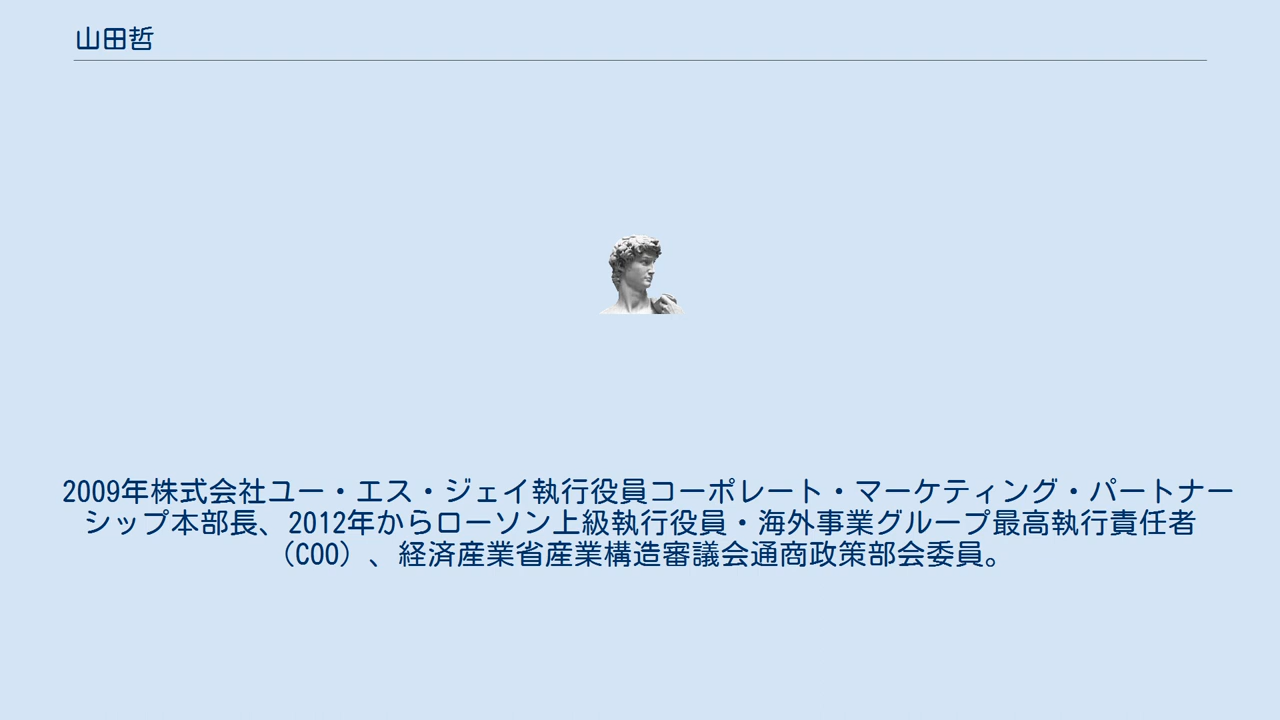 山田哲
2009年株式会社ユー・エス・ジェイ執行役員コーポレート・マーケティング・パートナー
シップ本部長、2012年からローソン上級執行役員・海外事業グループ最高執行責任者
（COO）、経済産業省産業構造審議会通商政策部会委員。